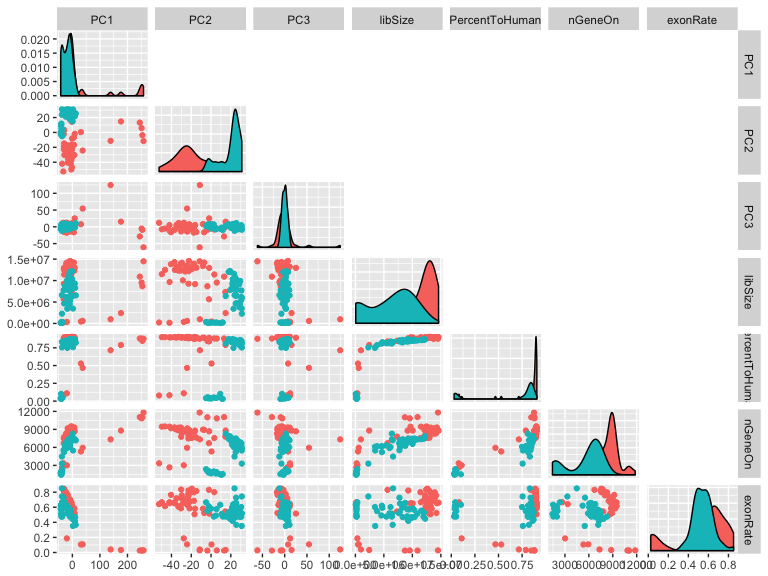 PC1 PC2 PC3 libSize PercentToHuman nGeneOn exonRate
0.020
0.015
0.010
0.005
0.000
PC1
20
0
-20
-40
PC2
100
50
0
-50
PC3
1.5e+07
1.0e+07
5.0e+06
0.0e+00
libSize
0.75
0.50
0.25
0.00
ercentToHum
12000
9000
6000
3000
nGeneOn
0.8
0.6
0.4
0.2
0.0
exonRate
0 100 200 -40 -20 0 20 -50 0 50 100 0.0e+00 5.0e+06 1.0e+07 1.5e+07 0.00 0.25 0.50 0.75 3000 6000 9000 12000 0.0 0.2 0.4 0.6 0.8